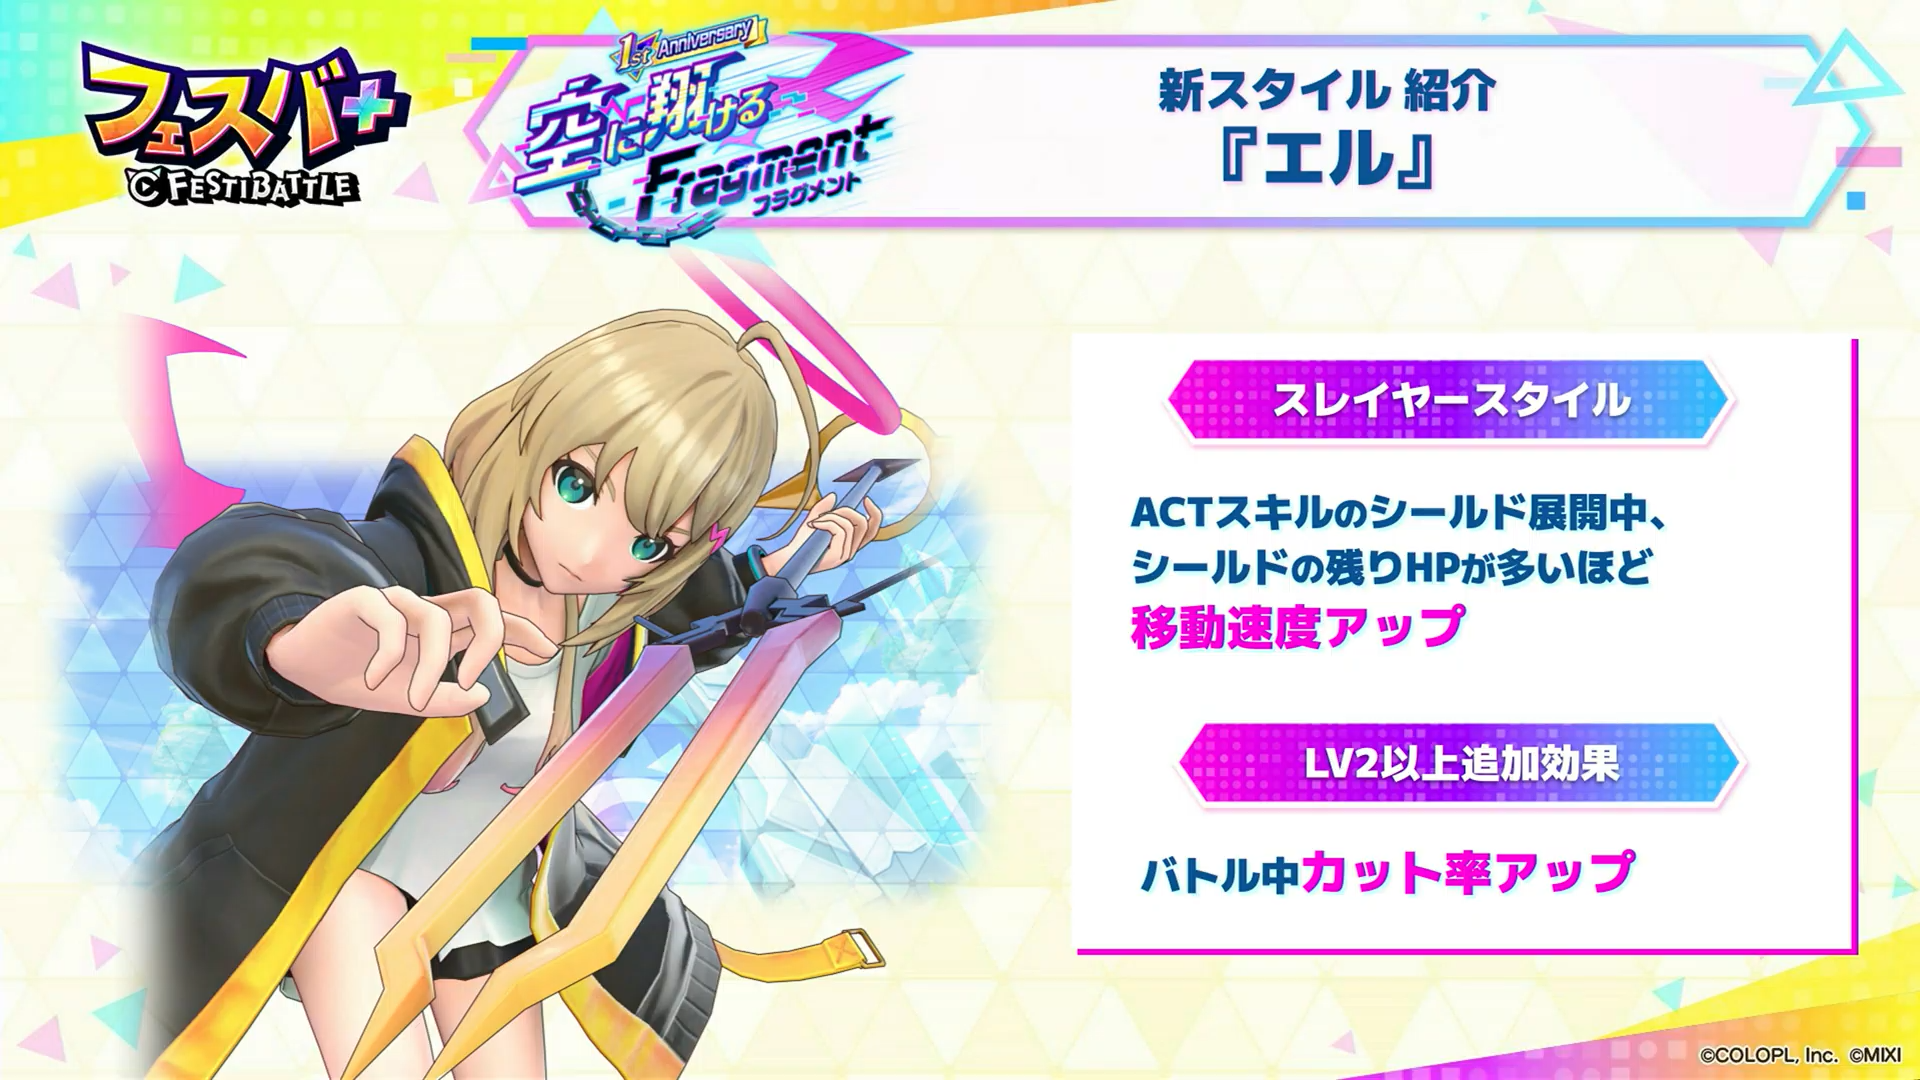 フェスバ+
FESTIBATTLE
1st Anniversary
空に翔ける
Fragment
フラグメント
新スタイル 紹介
『エル』
スレイヤースタイル
ACTスキルのシールド展開中、
シールドの残りHPが多いほど
移動速度アップ
LV2以上追加効果
バトル中カット率アップ
©COLOPL, Inc. ©MIXI